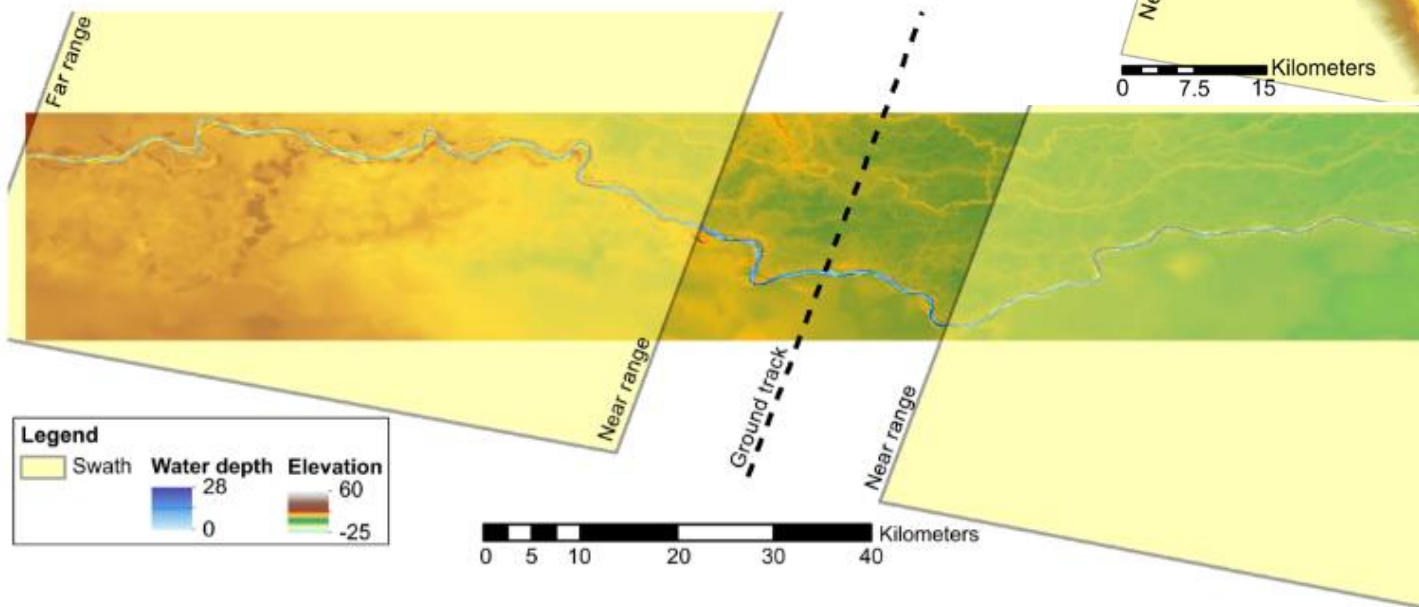 Ne
Kilometers
0 7.5 15
Far range
Near range
Ground track
Near range
Legend
Swath
Water depth
28
0
Elevation
60
-25
Kilometers
0 5 10 20 30 40